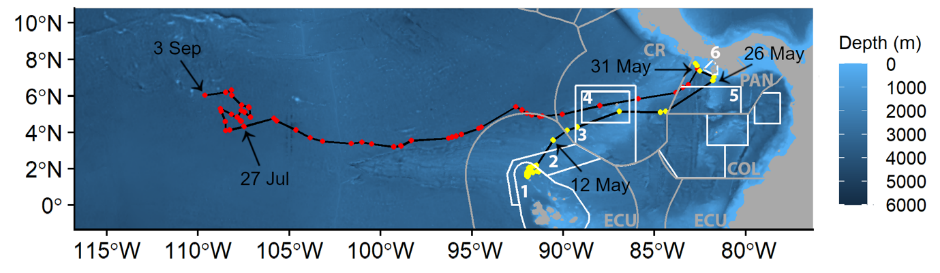 10°N
8°N
6°N
4°N
2°N
0°
3 Sep
27 Jul
31 May
26 May
12 May
CR
PAN
COL
ECU
ECU
1
2
3
4
5
6
115°W
110°W
105°W
100°W
95°W
90°W
85°W
80°W
Depth (m)
0
1000
2000
3000
4000
5000
6000